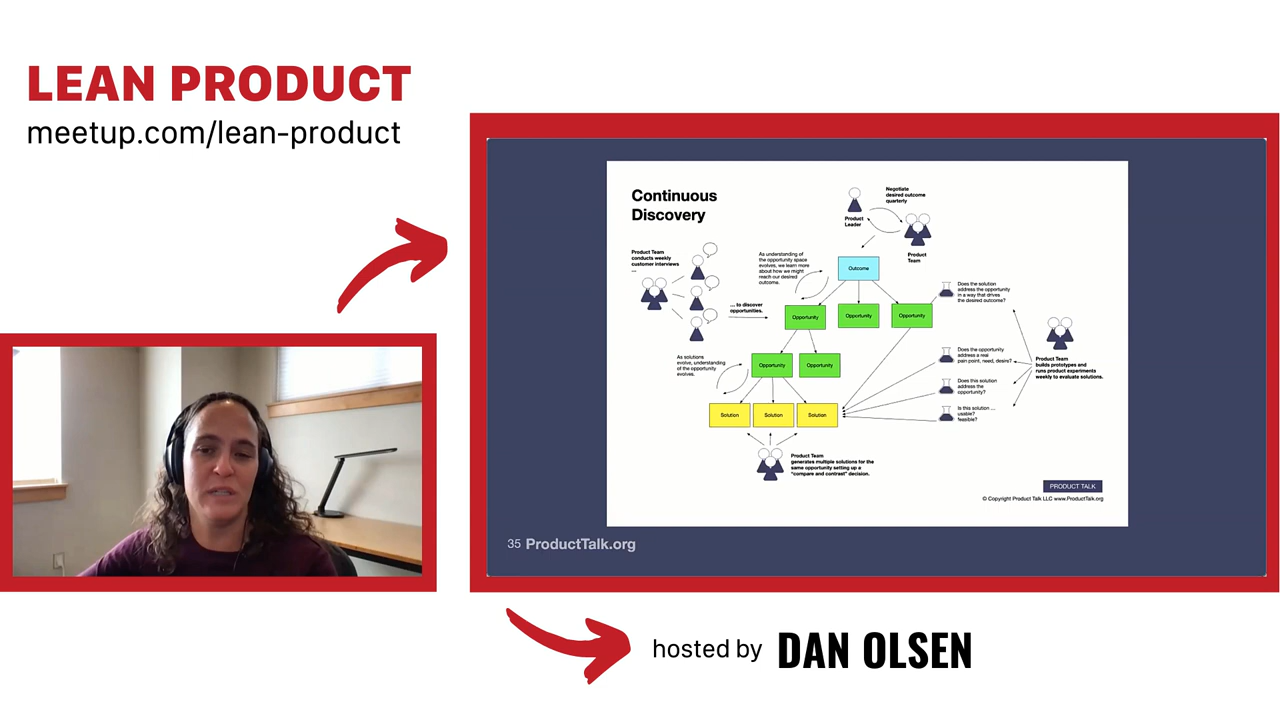 LEAN PRODUCT
meetup.com/lean-product
Continuous
Discovery
Negotiate
desired outcome
quarterly
Product
Leader
Product
Team
Product Team
conducts weekly
customer interviews
...
As understanding of
the opportunity space
evolves, we learn more
about how we might
reach our desired
outcome.
Outcome
... to discover
opportunities.
Opportunity
Opportunity
Opportunity
Does the solution
address the opportunity
in a way that drives
the desired outcome?
As solutions
evolve, understanding
of the opportunity
evolves.
Opportunity
Opportunity
Does the opportunity
address a real
pain point, need, desire?
Product Team
builds prototypes and
runs product experiments
weekly to evaluate solutions.
Does this solution
address the
opportunity?
Solution
Solution
Solution
Is this solution ...
usable?
feasible?
Product Team
generates multiple solutions for the
same opportunity setting up a
"compare and contrast" decision.
PRODUCT TALK
© Copyright Product Talk LLC www.ProductTalk.org
35 ProductTalk.org
hosted by DAN OLSEN